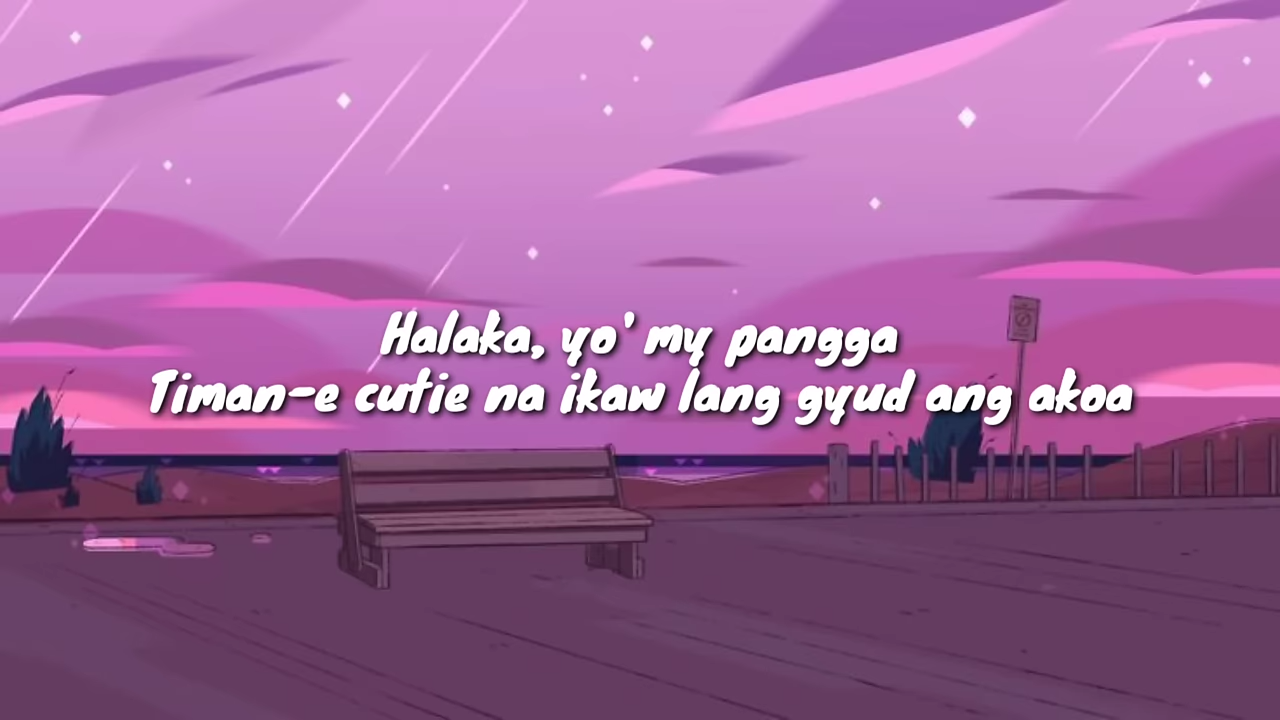 Halaka, yo' my pangga
Timan-e cutie na ikaw lang gyud ang akoa